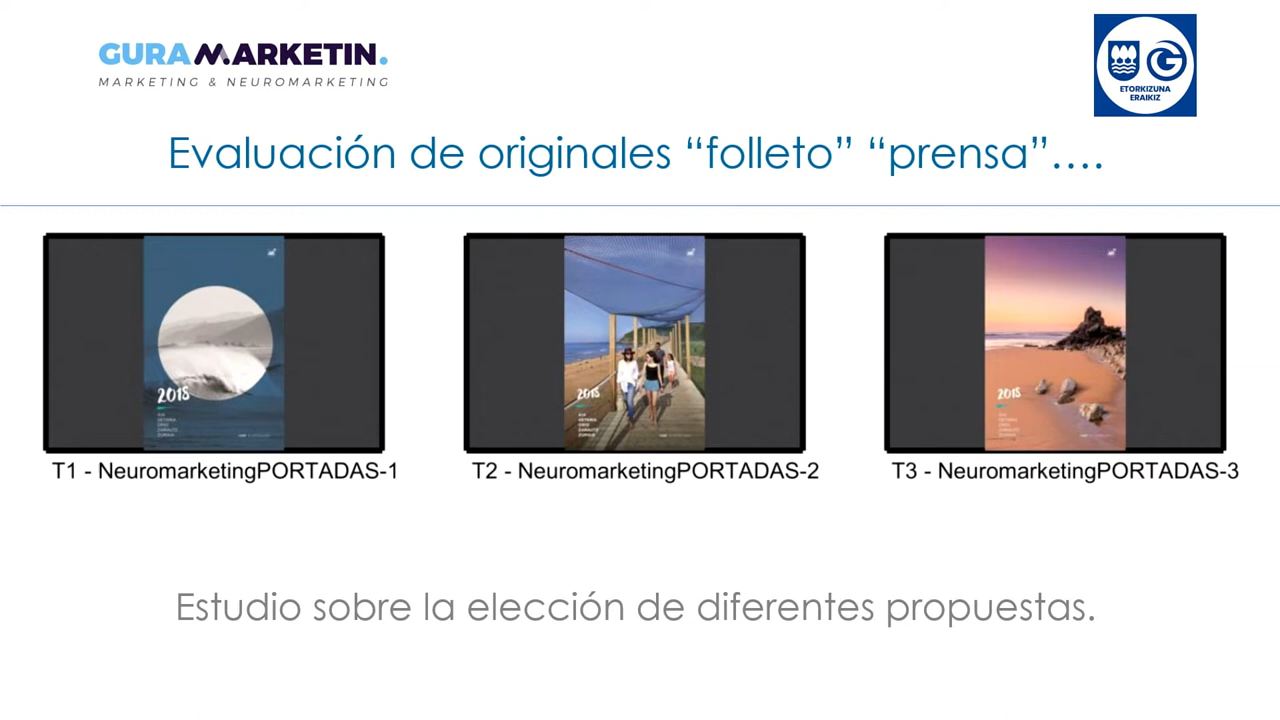 GURAMARKETIN.
MARKETING & NEUROMARKETING
ETORKIZUNA
ERAIKIZ
Evaluación de originales “folleto” “prensa”....
2018
2018
2018
T1 - NeuromarketingPORTADAS-1
T2 - NeuromarketingPORTADAS-2
T3 - NeuromarketingPORTADAS-3
Estudio sobre la elección de diferentes propuestas.